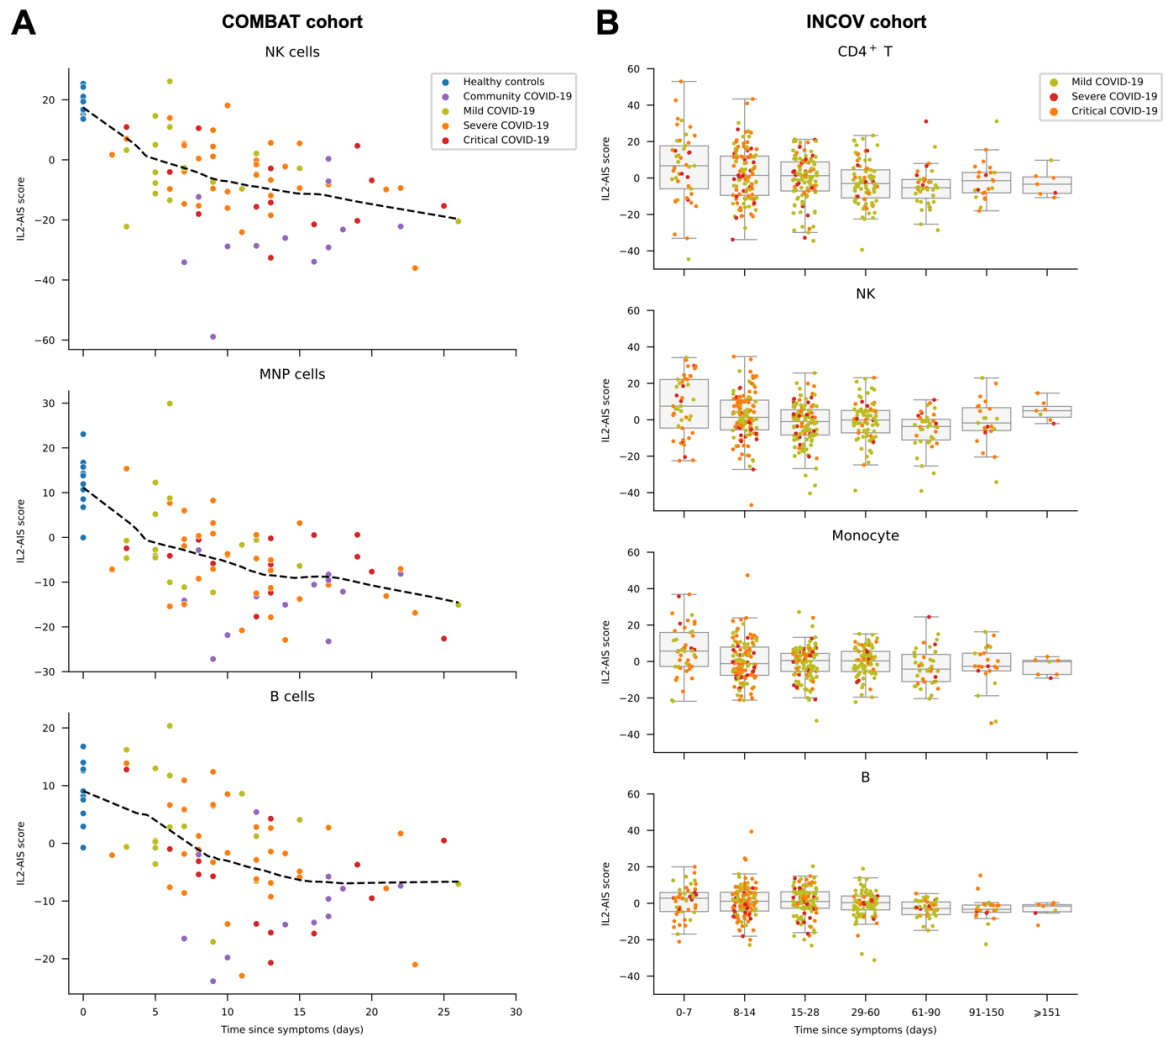 A
COMBAT cohort
NK cells
Healthy controls
Community COVID-19
Mild COVID-19
Severe COVID-19
Critical COVID-19
20
0
−20
−40
−60
IL2-AIS score
MNP cells
30
20
10
0
−10
−20
−30
IL2-AIS score
B cells
20
10
0
−10
−20
IL2-AIS score
0 5 10 15 20 25 30
Time since symptoms (days)
B
INCOV cohort
CD4+ T
Mild COVID-19
Severe COVID-19
Critical COVID-19
60
40
20
0
−20
−40
IL2-AIS score
NK
60
40
20
0
−20
−40
IL2-AIS score
Monocyte
60
40
20
0
−20
−40
IL2-AIS score
B
60
40
20
0
−20
−40
IL2-AIS score
0-7 8-14 15-28 29-60 61-90 91-150 ⩾151
Time since symptoms (days)